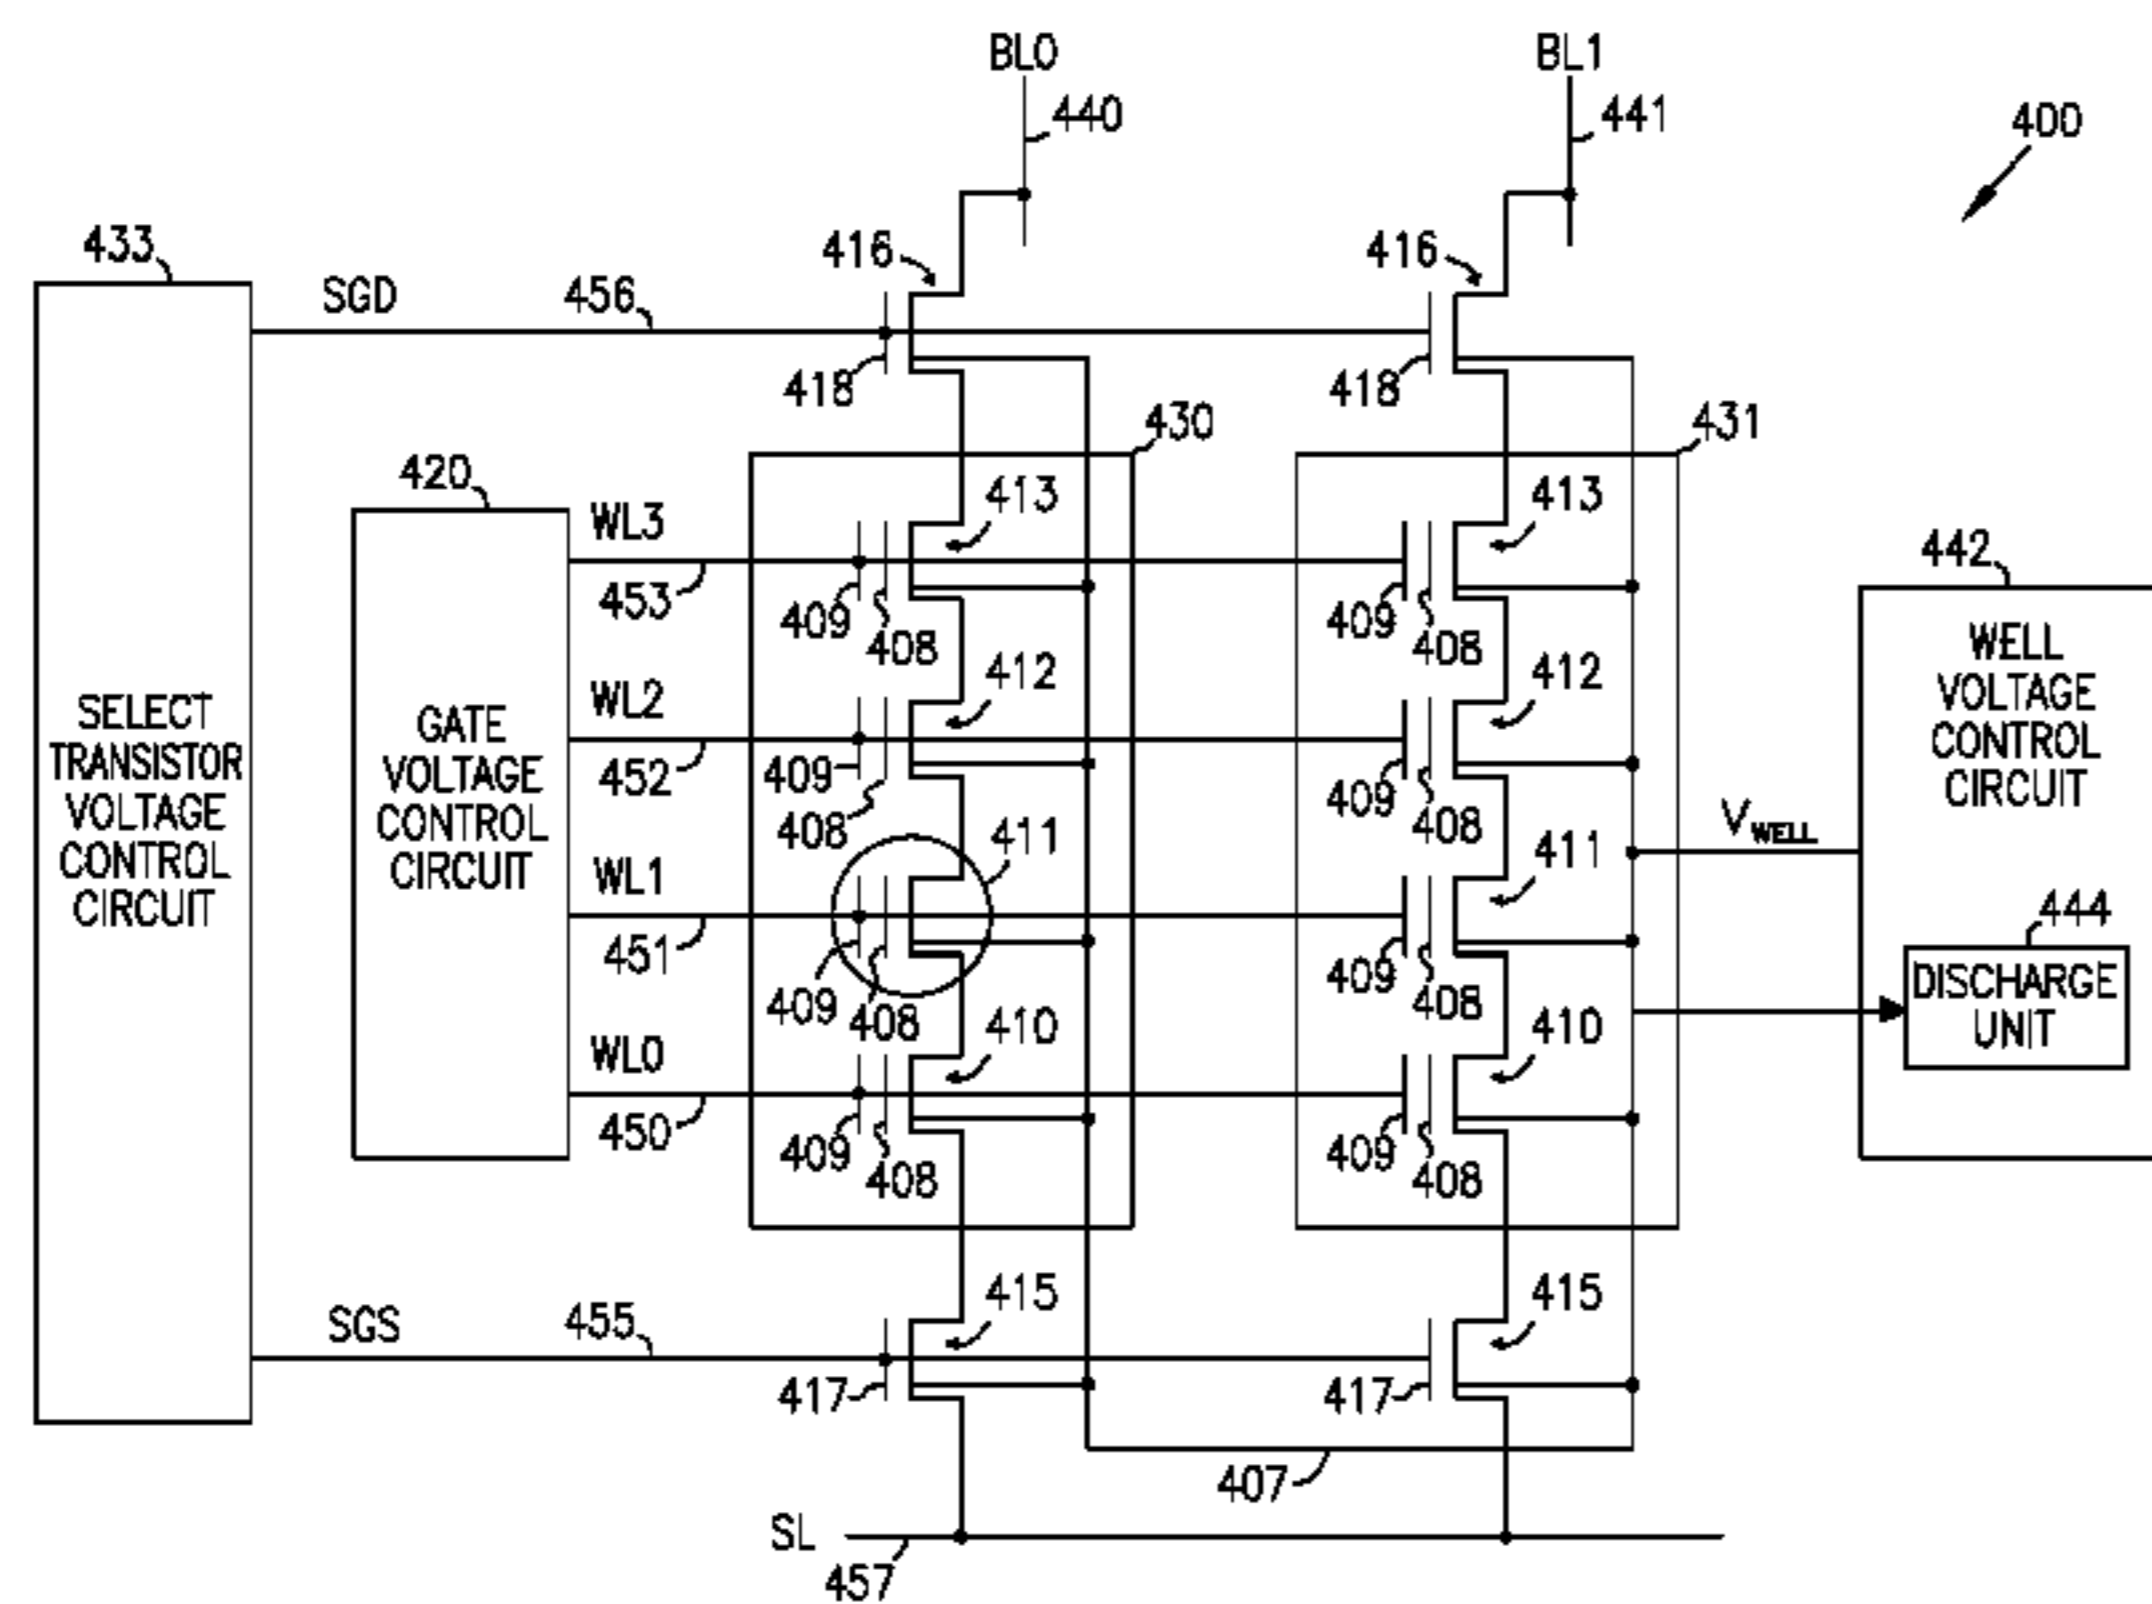 BL0
BL1
440
441
400
433
416
416
SGD
456
418
418
430
431
420
WL3
413
413
453
409
408
409
408
442
WELL
VOLTAGE
CONTROL
CIRCUIT
SELECT
TRANSISTOR
VOLTAGE
CONTROL
CIRCUIT
GATE
VOLTAGE
CONTROL
CIRCUIT
WL2
412
412
452
409
408
409
408
VWELL
WL1
411
411
451
409
408
409
408
444
DISCHARGE
UNIT
WL0
410
410
450
409
408
409
408
SGS
455
415
415
417
417
407
SL
457